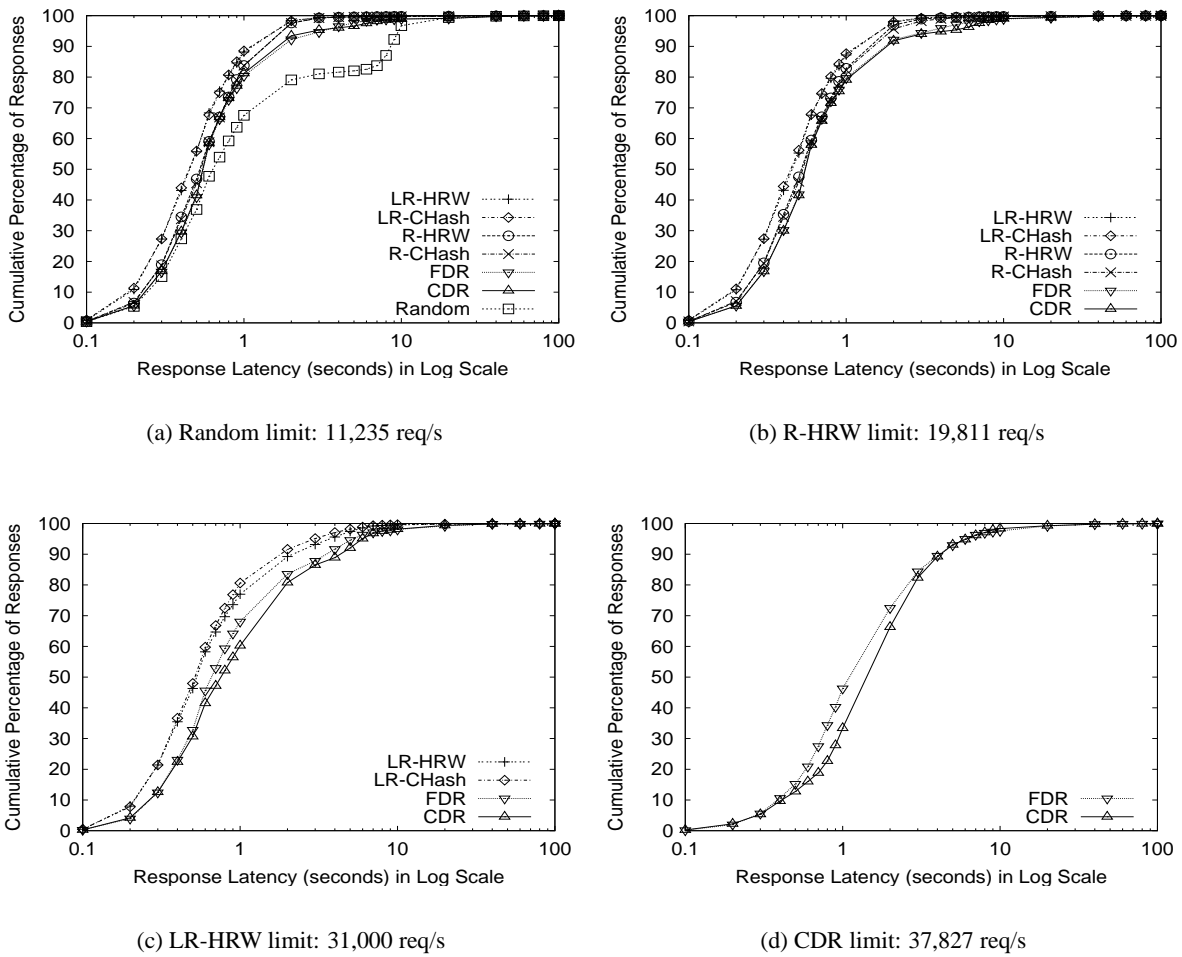 100
90
80
70
60
50
40
30
20
10
0
0.1
1
10
100
Cumulative Percentage of Responses
Response Latency (seconds) in Log Scale
LR-HRW
LR-CHash
R-HRW
R-CHash
FDR
CDR
Random
(a) Random limit: 11,235 req/s
100
90
80
70
60
50
40
30
20
10
0
0.1
1
10
100
Cumulative Percentage of Responses
Response Latency (seconds) in Log Scale
LR-HRW
LR-CHash
R-HRW
R-CHash
FDR
CDR
(b) R-HRW limit: 19,811 req/s
100
90
80
70
60
50
40
30
20
10
0
0.1
1
10
100
Cumulative Percentage of Responses
Response Latency (seconds) in Log Scale
LR-HRW
LR-CHash
FDR
CDR
(c) LR-HRW limit: 31,000 req/s
100
90
80
70
60
50
40
30
20
10
0
0.1
1
10
100
Cumulative Percentage of Responses
Response Latency (seconds) in Log Scale
FDR
CDR
(d) CDR limit: 37,827 req/s